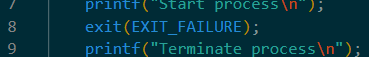 7 printf("Start process\n");
8 exit(EXIT_FAILURE);
9 printf("Terminate process\n");